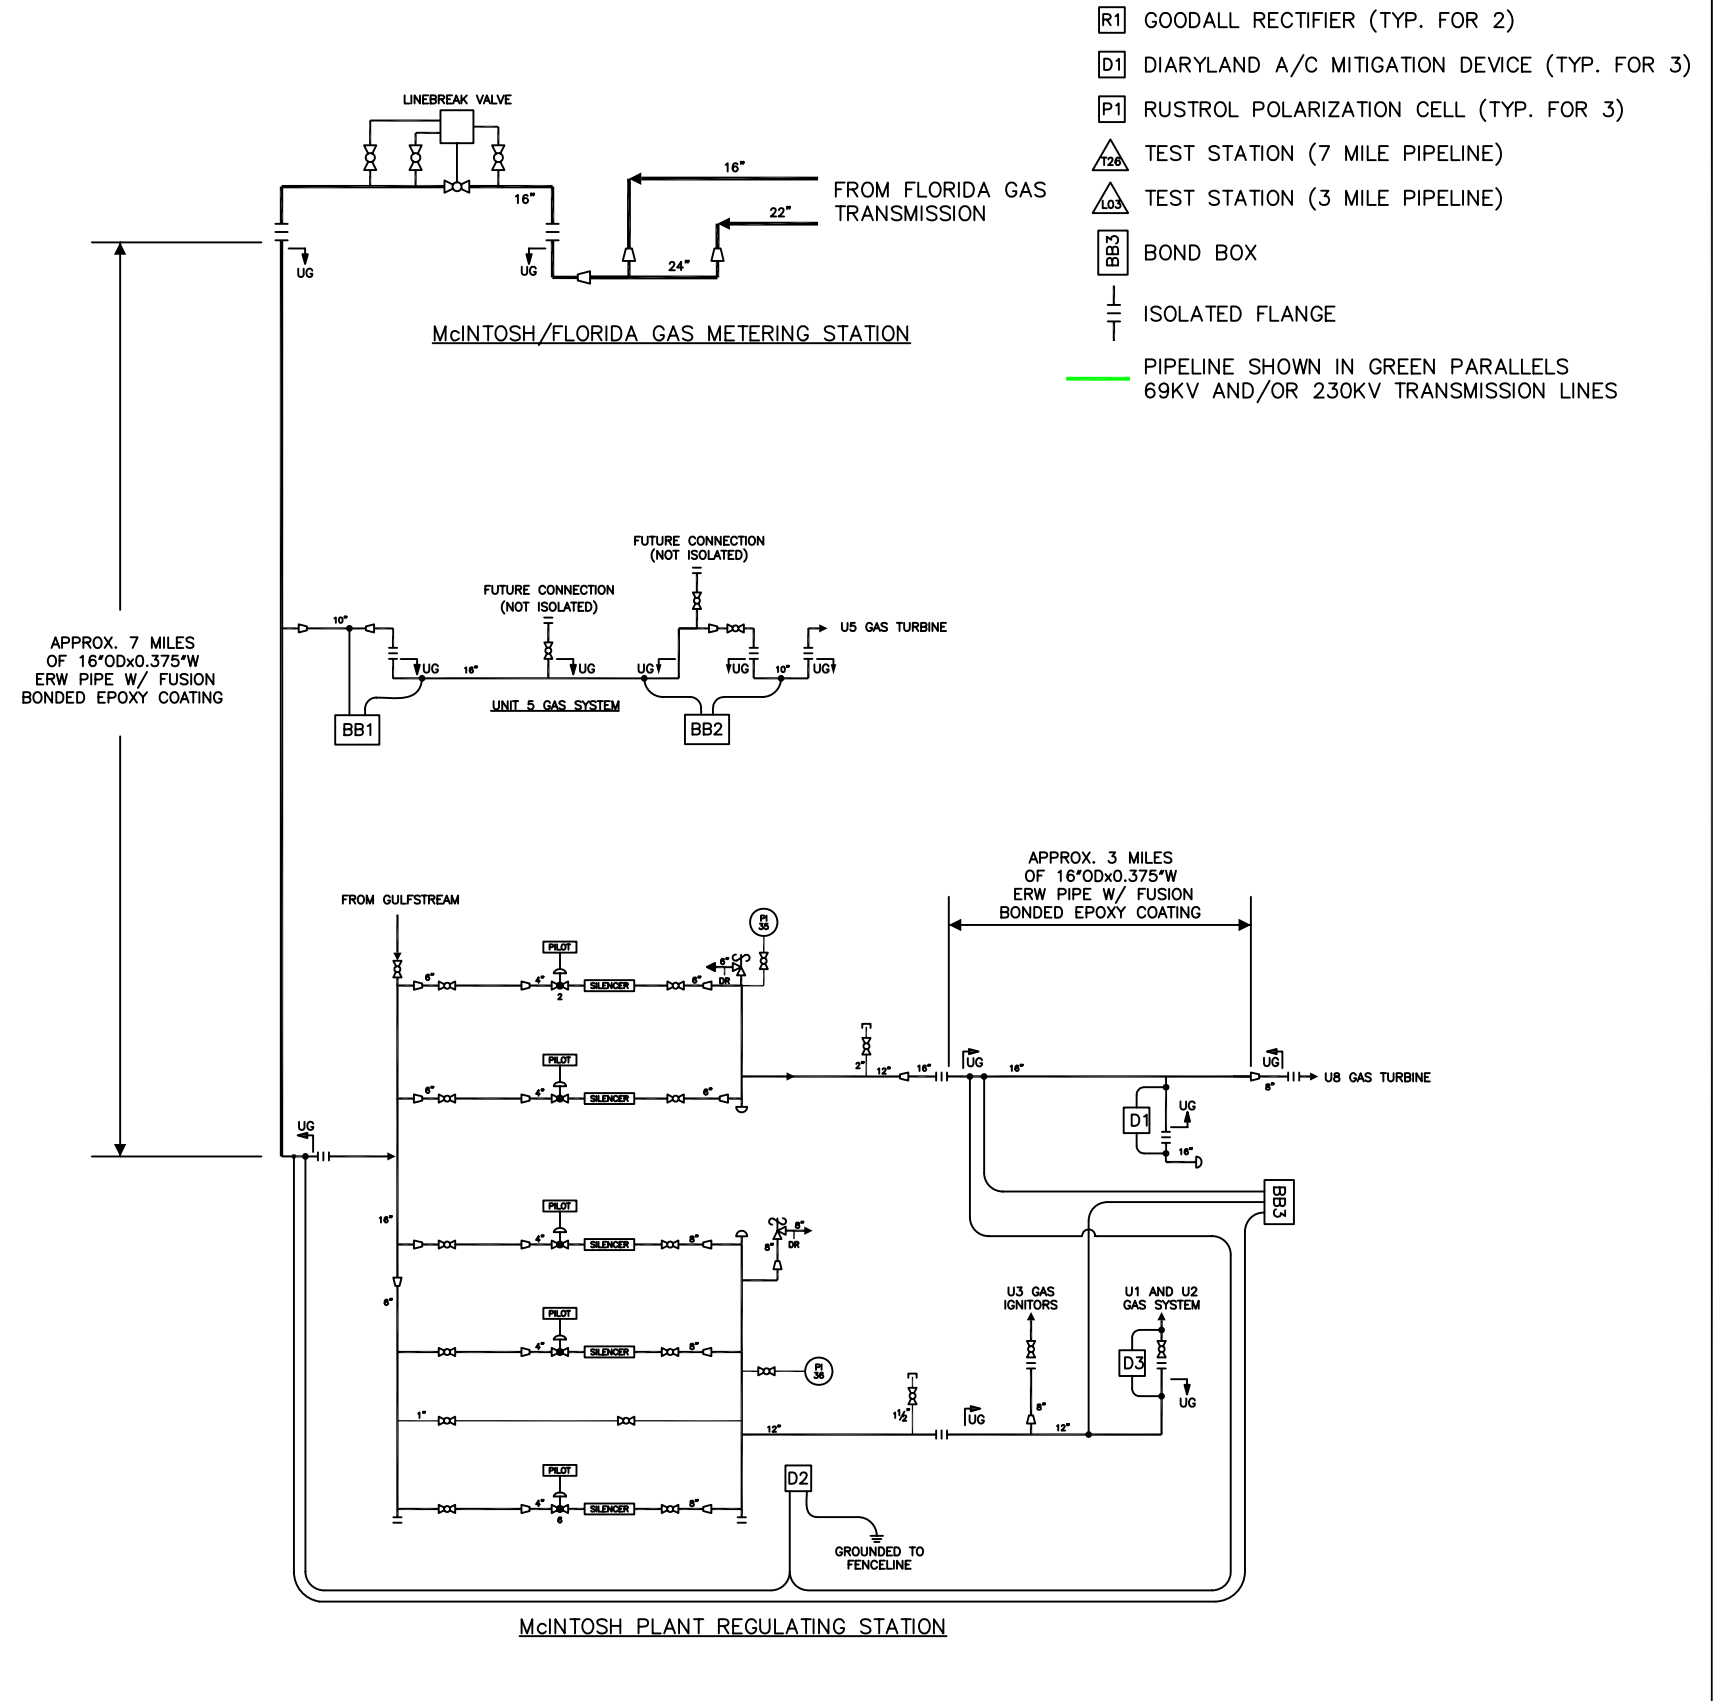 R1 GOODALL RECTIFIER (TYP. FOR 2)
D1 DIARYLAND A/C MITIGATION DEVICE (TYP. FOR 3)
P1 RUSTROL POLARIZATION CELL (TYP. FOR 3)
T26 TEST STATION (7 MILE PIPELINE)
L03 TEST STATION (3 MILE PIPELINE)
BB3 BOND BOX
ISOLATED FLANGE
PIPELINE SHOWN IN GREEN PARALLELS
69KV AND/OR 230KV TRANSMISSION LINES
LINEBREAK VALVE
16"
16"
22"
FROM FLORIDA GAS
TRANSMISSION
24"
UG
UG
McINTOSH/FLORIDA GAS METERING STATION
APPROX. 7 MILES
OF 16"ODx0.375"W
ERW PIPE W/ FUSION
BONDED EPOXY COATING
FUTURE CONNECTION
(NOT ISOLATED)
FUTURE CONNECTION
(NOT ISOLATED)
10"
U5 GAS TURBINE
UG
16"
UG
UG
UG
10"
UG
UNIT 5 GAS SYSTEM
BB1
BB2
APPROX. 3 MILES
OF 16"ODx0.375"W
ERW PIPE W/ FUSION
BONDED EPOXY COATING
FROM GULFSTREAM
PI
35
PILOT
6"
4"
2
SILENCER
6"
6"
DR
PILOT
6"
4"
SILENCER
6"
2"
12"
16"
UG
16"
UG
8"
U8 GAS TURBINE
D1
UG
16"
UG
BB3
16"
PILOT
4"
SILENCER
8"
8"
8"
DR
6"
PILOT
4"
SILENCER
8"
PI
36
U3 GAS
IGNITORS
U1 AND U2
GAS SYSTEM
D3
UG
1"
12"
1½"
UG
8"
12"
PILOT
4"
6
SILENCER
8"
D2
GROUNDED TO
FENCELINE
McINTOSH PLANT REGULATING STATION